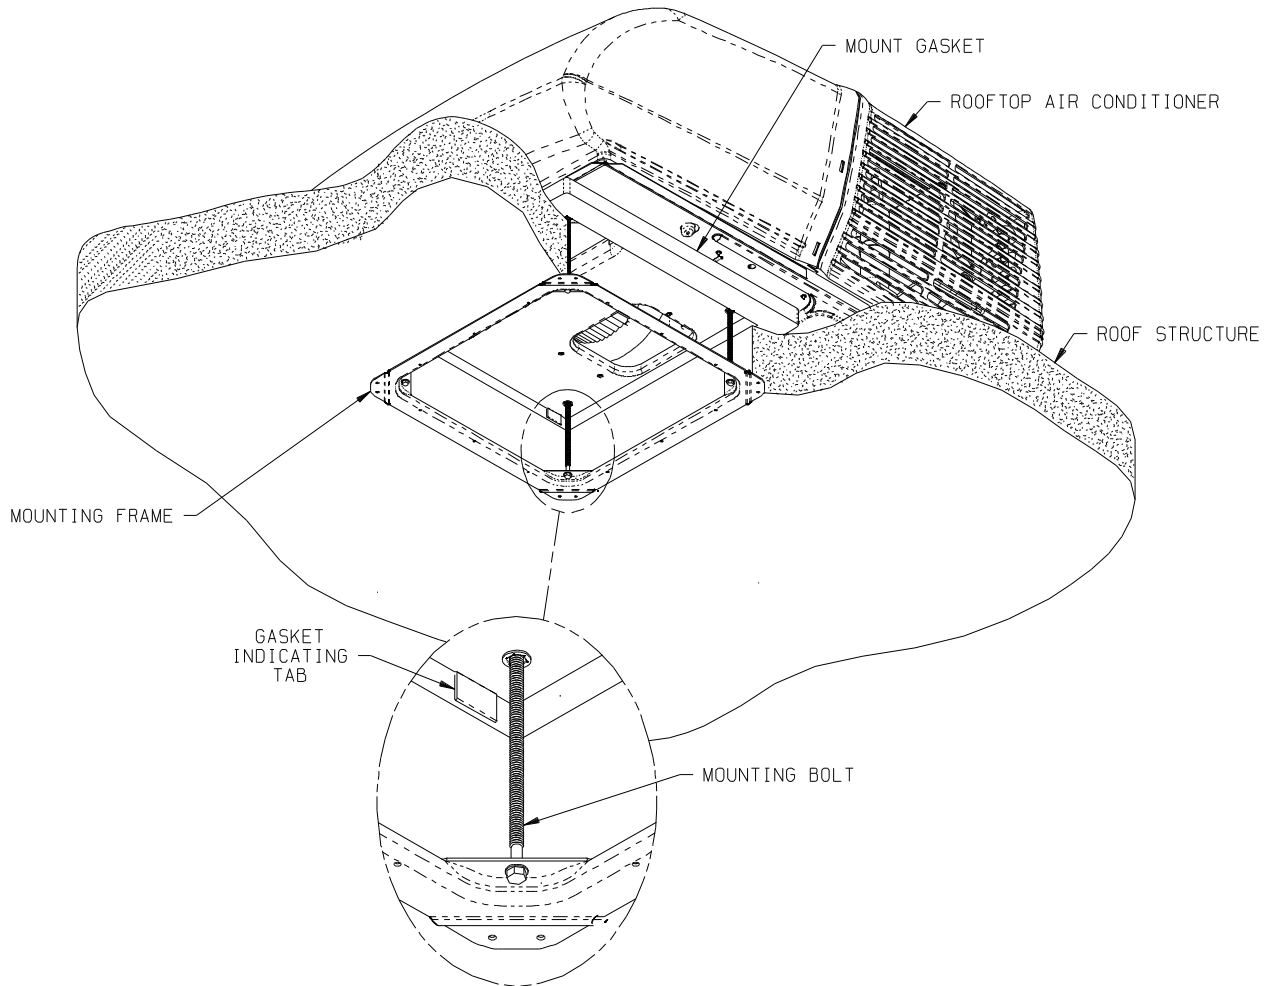 MOUNT GASKET
ROOFTOP AIR CONDITIONER
ROOF STRUCTURE
MOUNTING FRAME
GASKET
INDICATING
TAB
MOUNTING BOLT